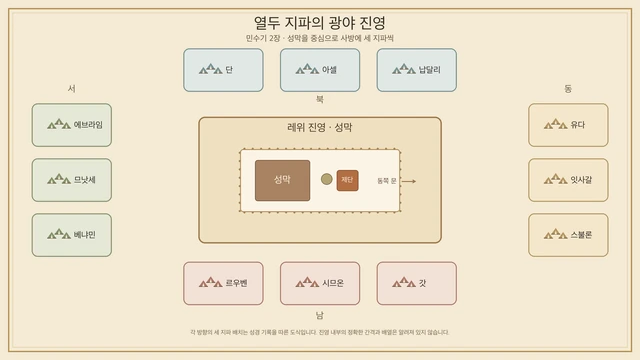 열두 지파의 광야 진영
민수기 2장 · 성막을 중심으로 사방에 세 지파씩
단
아셀
납달리
북
서
에브라임
므낫세
베냐민
레위 진영 · 성막
성막
제단
동쪽 문
동
유다
잇사갈
스불론
르우벤
시므온
갓
남
각 방향의 세 지파 배치는 성경 기록을 따른 도식입니다. 진영 내부의 정확한 간격과 배열은 알려져 있지 않습니다.